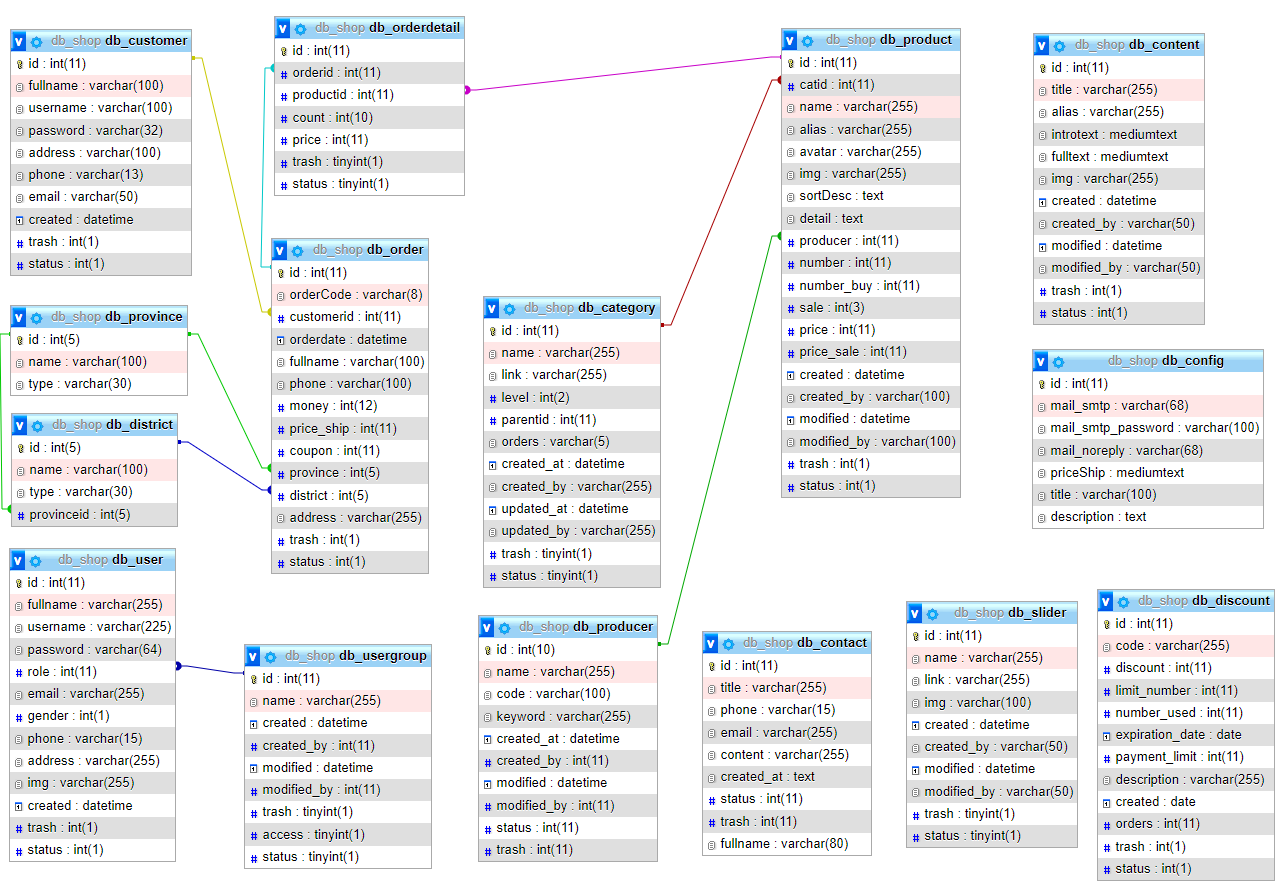 db_shop db_customer
id : int(11)
fullname : varchar(100)
username : varchar(100)
password : varchar(32)
address : varchar(100)
phone : varchar(13)
email : varchar(50)
created : datetime
trash : int(1)
status : int(1)
db_shop db_orderdetail
id : int(11)
orderid : int(11)
productid : int(11)
count : int(10)
price : int(11)
trash : tinyint(1)
status : tinyint(1)
db_shop db_product
id : int(11)
catid : int(11)
name : varchar(255)
alias : varchar(255)
avatar : varchar(255)
img : varchar(255)
sortDesc : text
detail : text
producer : int(11)
number : int(11)
number_buy : int(11)
sale : int(3)
price : int(11)
price_sale : int(11)
created : datetime
created_by : varchar(100)
modified : datetime
modified_by : varchar(100)
trash : int(1)
status : int(1)
db_shop db_content
id : int(11)
title : varchar(255)
alias : varchar(255)
introtext : mediumtext
fulltext : mediumtext
img : varchar(255)
created : datetime
created_by : varchar(50)
modified : datetime
modified_by : varchar(50)
trash : int(1)
status : int(1)
db_shop db_province
id : int(5)
name : varchar(100)
type : varchar(30)
db_shop db_order
id : int(11)
orderCode : varchar(8)
customerid : int(11)
orderdate : datetime
fullname : varchar(100)
phone : varchar(100)
money : int(12)
price_ship : int(11)
coupon : int(11)
province : int(5)
district : int(5)
address : varchar(255)
trash : int(1)
status : int(1)
db_shop db_category
id : int(11)
name : varchar(255)
link : varchar(255)
level : int(2)
parentid : int(11)
orders : varchar(5)
created_at : datetime
created_by : varchar(255)
updated_at : datetime
updated_by : varchar(255)
trash : tinyint(1)
status : tinyint(1)
db_shop db_config
id : int(11)
mail_smtp : varchar(68)
mail_smtp_password : varchar(100)
mail_noreply : varchar(68)
priceShip : mediumtext
title : varchar(100)
description : text
db_shop db_district
id : int(5)
name : varchar(100)
type : varchar(30)
provinceid : int(5)
db_shop db_user
id : int(11)
fullname : varchar(255)
username : varchar(225)
password : varchar(64)
role : int(11)
email : varchar(255)
gender : int(1)
phone : varchar(15)
address : varchar(255)
img : varchar(255)
created : datetime
trash : int(1)
status : int(1)
db_shop db_usergroup
id : int(11)
name : varchar(255)
created : datetime
created_by : int(11)
modified : datetime
modified_by : int(11)
trash : tinyint(1)
access : tinyint(1)
status : tinyint(1)
db_shop db_producer
id : int(10)
name : varchar(255)
code : varchar(100)
keyword : varchar(255)
created_at : datetime
created_by : int(11)
modified : datetime
modified_by : int(11)
status : int(11)
trash : int(11)
db_shop db_contact
id : int(11)
title : varchar(255)
phone : varchar(15)
email : varchar(255)
content : varchar(255)
created_at : text
status : int(11)
trash : int(11)
fullname : varchar(80)
db_shop db_slider
id : int(11)
name : varchar(255)
link : varchar(255)
img : varchar(100)
created : datetime
created_by : varchar(50)
modified : datetime
modified_by : varchar(50)
trash : tinyint(1)
status : tinyint(1)
db_shop db_discount
id : int(11)
code : varchar(255)
discount : int(11)
limit_number : int(11)
number_used : int(11)
expiration_date : date
payment_limit : int(11)
description : varchar(255)
created : date
orders : int(11)
trash : int(1)
status : int(1)